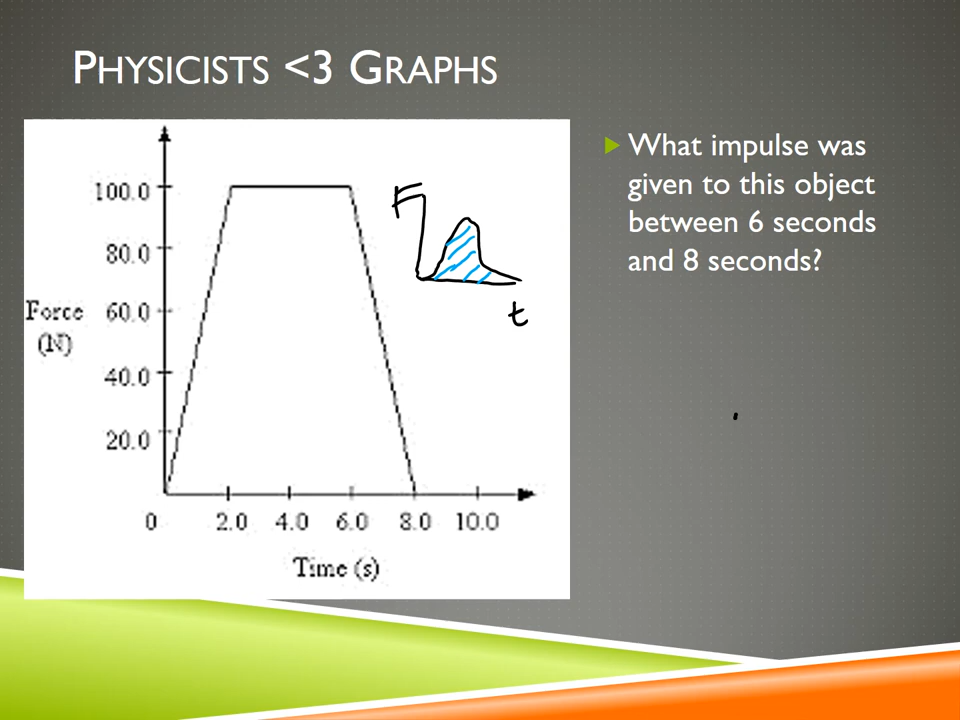 PHYSICISTS <3 GRAPHS
What impulse was
given to this object
between 6 seconds
and 8 seconds?
100.0
80.0
Force
(N)
60.0
40.0
20.0
0
2.0
4.0
6.0
8.0
10.0
Time (s)
F
t